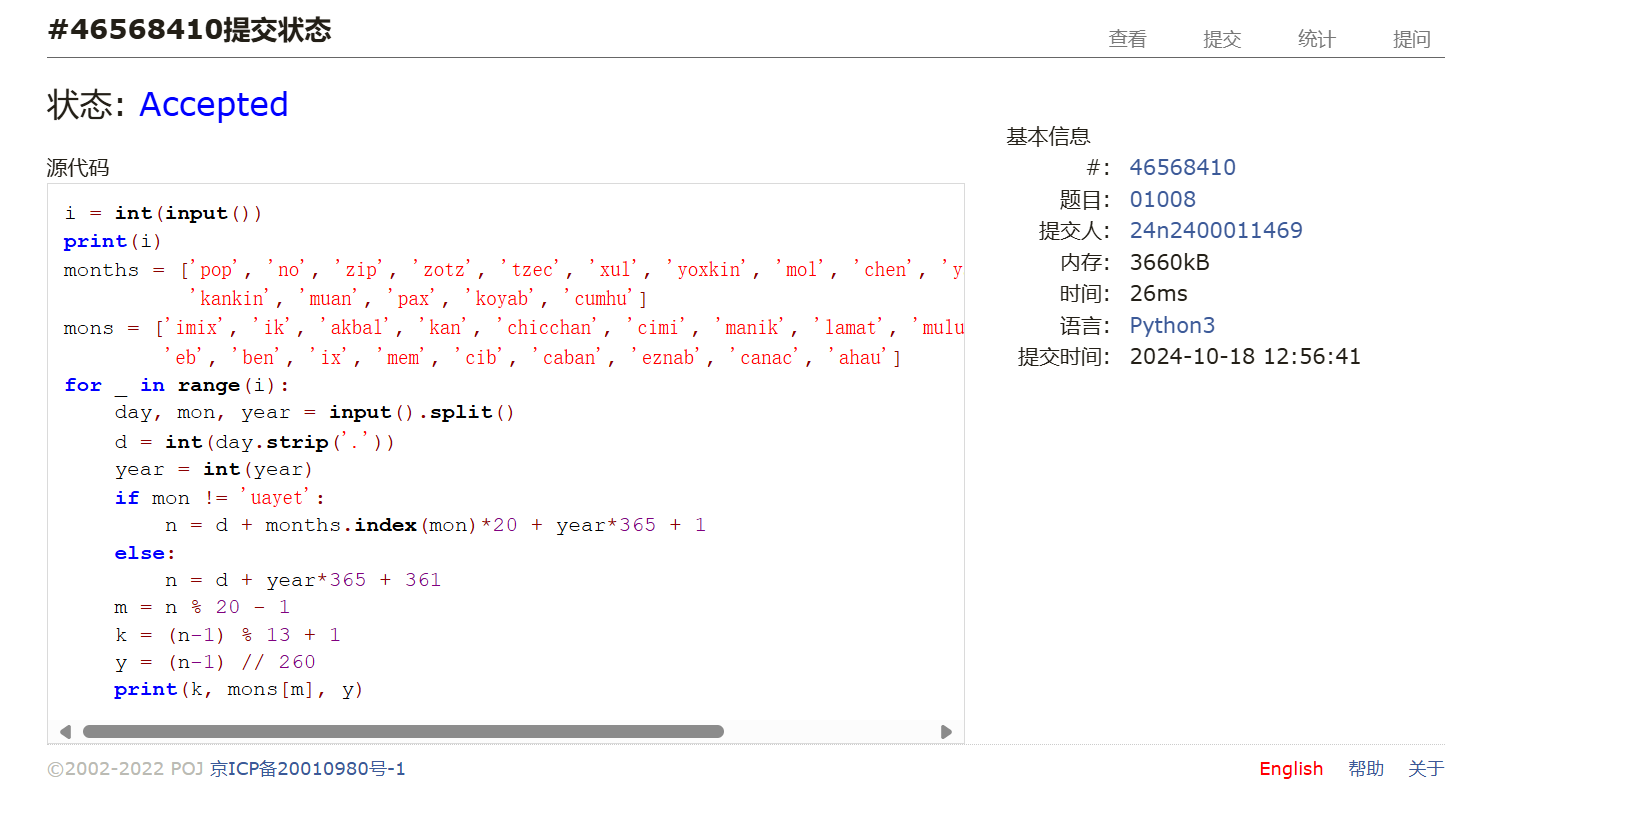 #46568410提交状态
查看 提交 统计 提问
状态: Accepted
源代码
i = int(input())
print(i)
months = ['pop', 'no', 'zip', 'zotz', 'tzec', 'xul', 'yoxkin', 'mol', 'chen', 'y
'kankin', 'muan', 'pax', 'koyab', 'cumhu']
mons = ['imix', 'ik', 'akbal', 'kan', 'chicchan', 'cimi', 'manik', 'lamat', 'mulu
'eb', 'ben', 'ix', 'mem', 'cib', 'caban', 'eznab', 'canac', 'ahau']
for _ in range(i):
day, mon, year = input().split()
d = int(day.strip('.'))
year = int(year)
if mon != 'uayet':
n = d + months.index(mon)*20 + year*365 + 1
else:
n = d + year*365 + 361
m = n % 20 - 1
k = (n-1) % 13 + 1
y = (n-1) // 260
print(k, mons[m], y)
基本信息
#: 46568410
题目: 01008
提交人: 24n2400011469
内存: 3660kB
时间: 26ms
语言: Python3
提交时间: 2024-10-18 12:56:41
©2002-2022 POJ 京ICP备20010980号-1
English 帮助 关于